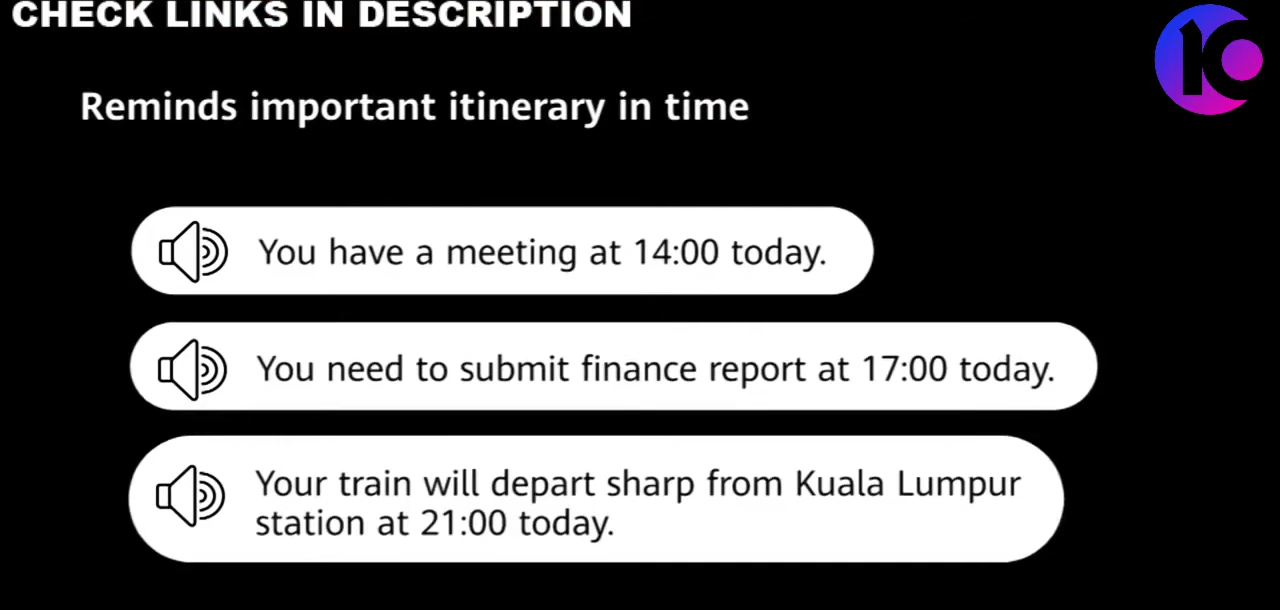 CHECK LINKS IN DESCRIPTION
10
Reminds important itinerary in time
You have a meeting at 14:00 today.
You need to submit finance report at 17:00 today.
Your train will depart sharp from Kuala Lumpur
station at 21:00 today.